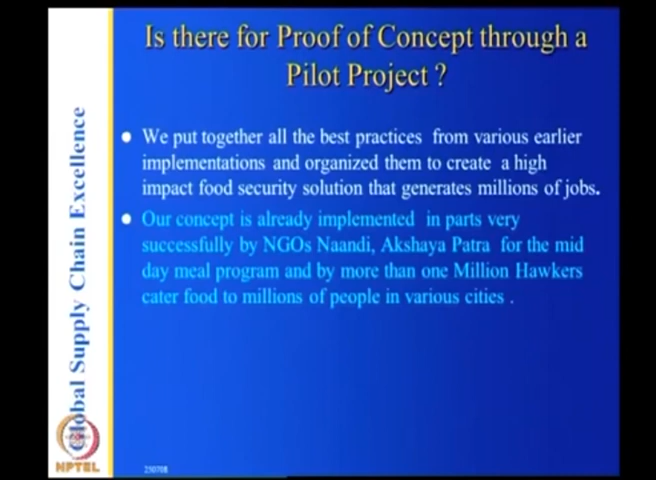 Is there for Proof of Concept through a
Pilot Project ?
We put together all the best practices from various earlier
implementations and organized them to create a high
impact food security solution that generates millions of jobs.
Our concept is already implemented in parts very
successfully by NGOs Naandi, Akshaya Patra for the mid
day meal program and by more than one Million Hawkers
cater food to millions of people in various cities .
Global Supply Chain Excellence
NPTEL
250708